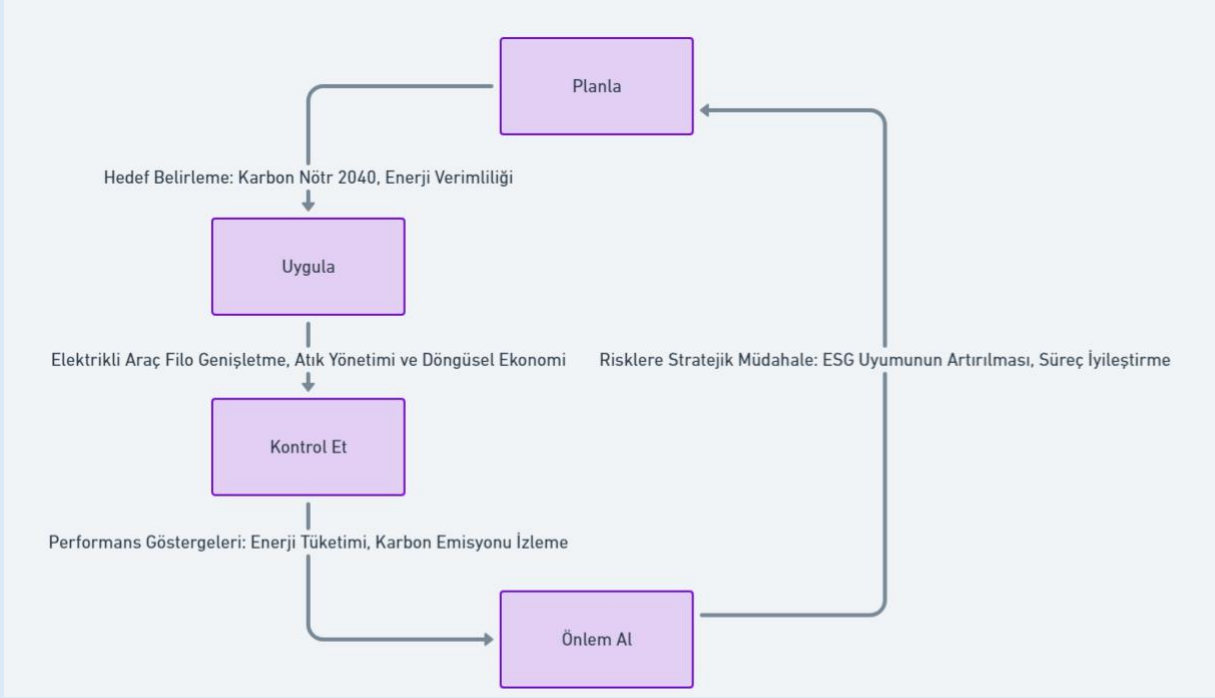 Planla
Hedef Belirleme: Karbon Nötr 2040, Enerji Verimliliği
Uygula
Elektrikli Araç Filo Genişletme, Atık Yönetimi ve Döngüsel Ekonomi
Risklere Stratejik Müdahale: ESG Uyumunun Artırılması, Süreç İyileştirme
Kontrol Et
Performans Göstergeleri: Enerji Tüketimi, Karbon Emisyonu İzleme
Önlem Al